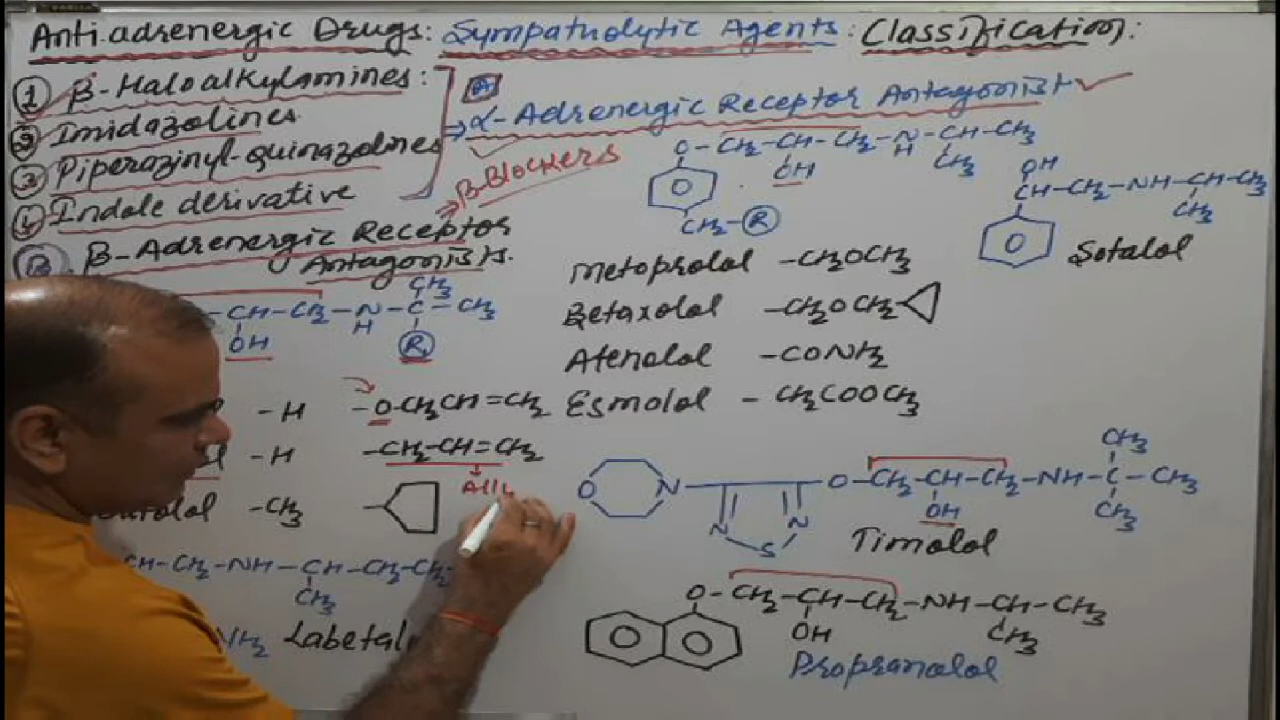 Anti adrenergic Drugs: Sympatholytic Agents: Classification:
① β-Haloalkylamines:
② Imidazolines
③ Piperazinyl-quinazolines
④ Indole derivative
Ⓐ
⇒ α-Adrenergic Receptor Antagonist
⇒ β-Blockers
Ⓑ. β-Adrenergic Receptor
Antagonists.
CH3
-CH-CH2-N-C-CH3
OH H R1
-H -O-CH2CH=CH2
-H -CH2-CH=CH2
Ally
-CH3
CH-CH2-NH-CH-CH2-CH2
CH3
NH2 Labetal
O-CH2-CH-CH2-N-CH-CH3
OH H CH3
CH2-R
OH
CH-CH2-NH-CH-CH3
CH3
Sotalol
Metoprolol -CH2OCH3
Betaxolol -CH2OCH2
Atenolol -CONH2
Esmolol -CH2COOCH3
CH3
O N O-CH2-CH-CH2-NH-C-CH3
OH CH3
N S N
Timolol
O-CH2-CH-CH2-NH-CH-CH3
OH CH3
Propranolol